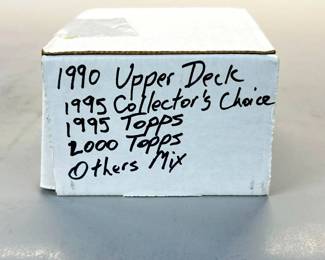 1990 Upper Deck
1995 Collector's Choice
1995 Topps
2000 Topps
Others Mix